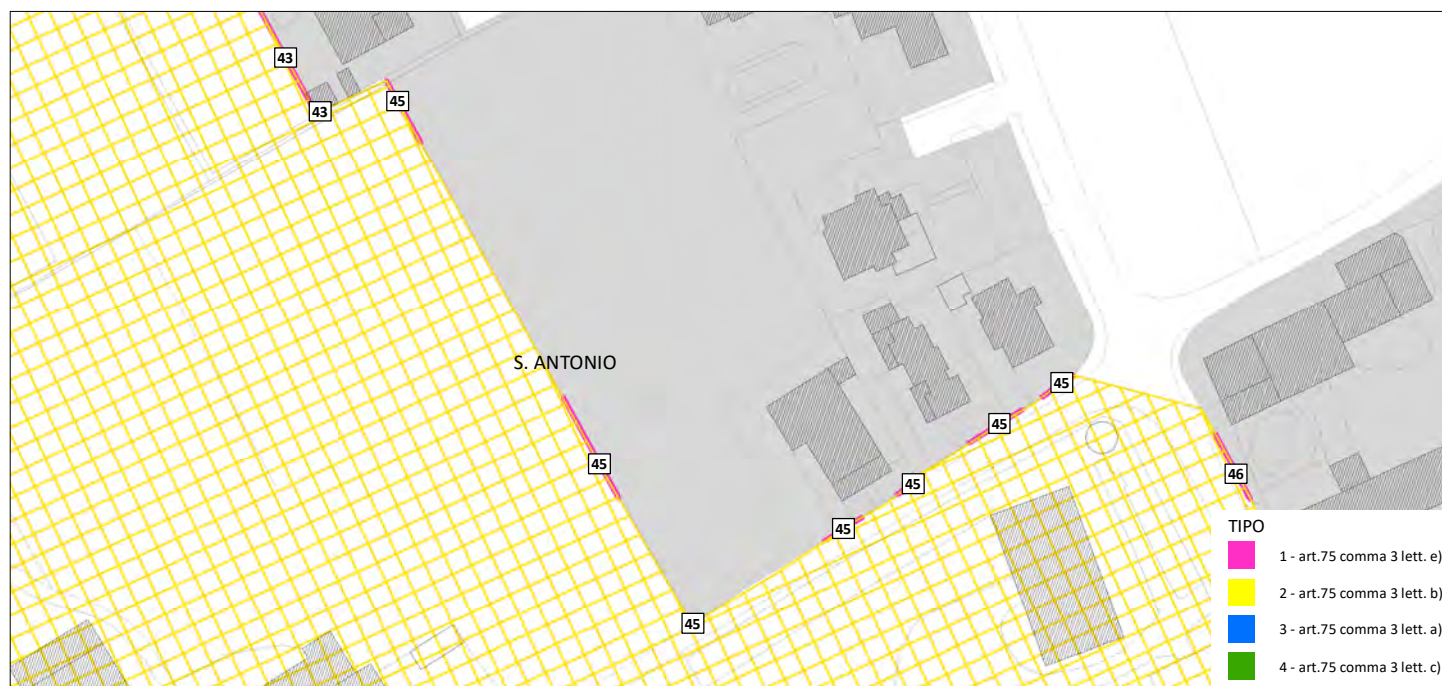 43
43
45
S. ANTONIO
45
45
45
45
45
46
45
TIPO
1 - art.75 comma 3 lett. e)
2 - art.75 comma 3 lett. b)
3 - art.75 comma 3 lett. a)
4 - art.75 comma 3 lett. c)